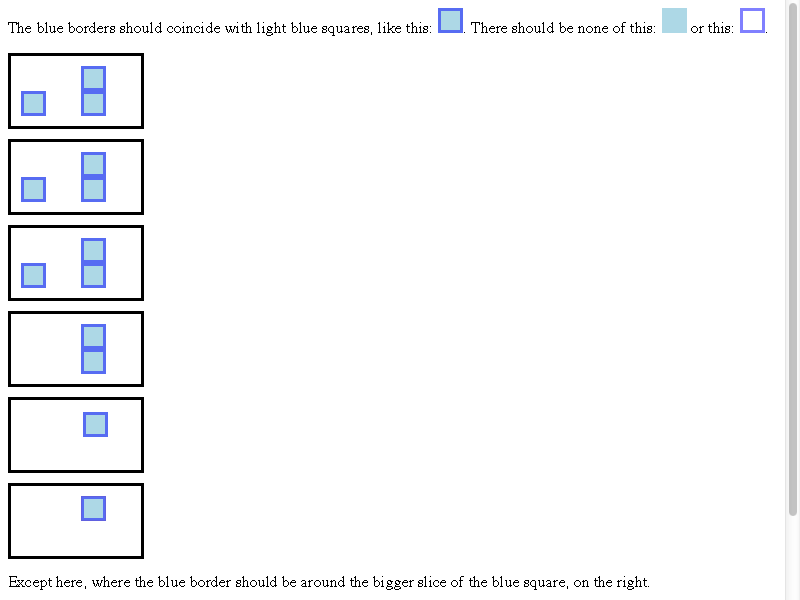 The blue borders should coincide with light blue squares, like this: . There should be none of this: or this: .
Except here, where the blue border should be around the bigger slice of the blue square, on the right.